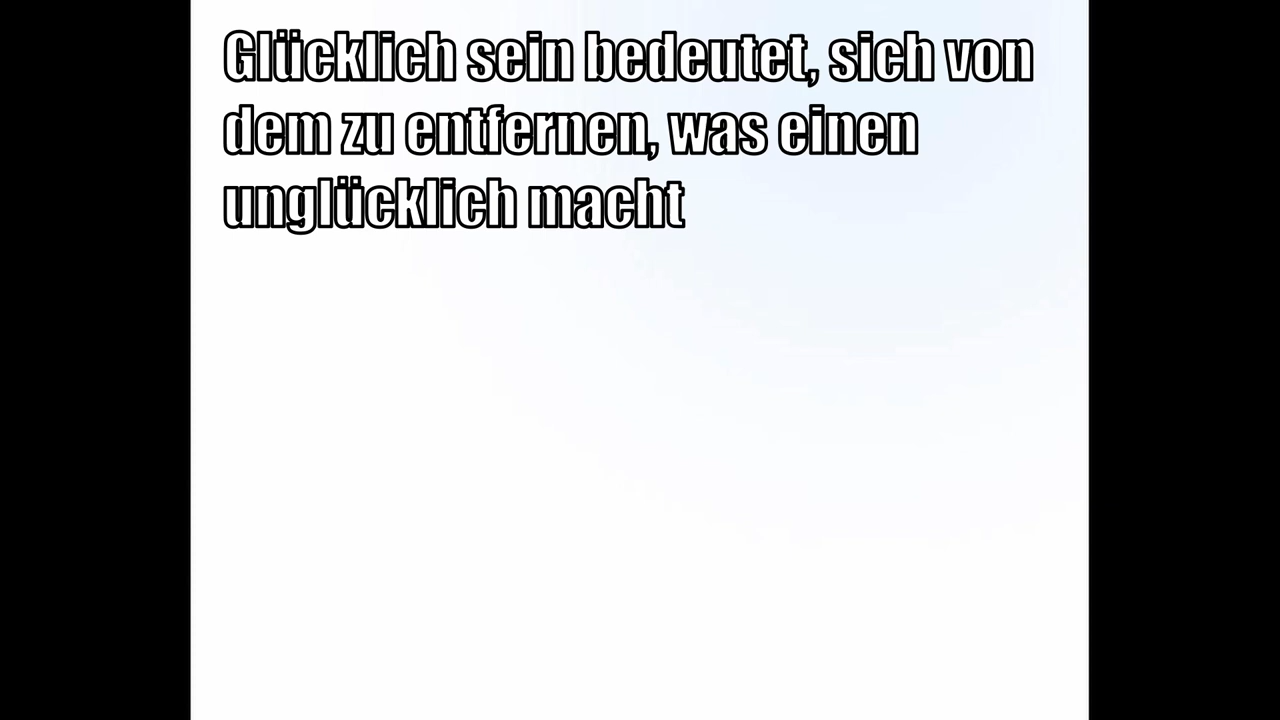 Glücklich sein bedeutet, sich von
dem zu entfernen, was einen
unglücklich macht